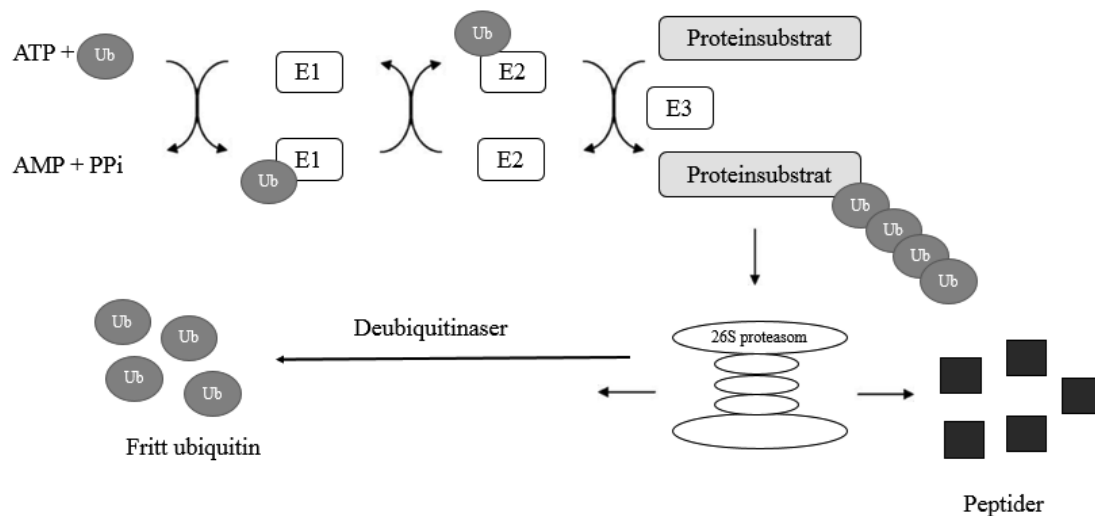 ATP + Ub
Ub
E1
E2
Proteinsubstrat
E3
AMP + PPi
Ub
E1
E2
Proteinsubstrat
Ub
Ub
Ub
Ub
Deubiquitinaser
26S proteasom
Ub
Ub
Ub
Ub
Fritt ubiquitin
Peptider